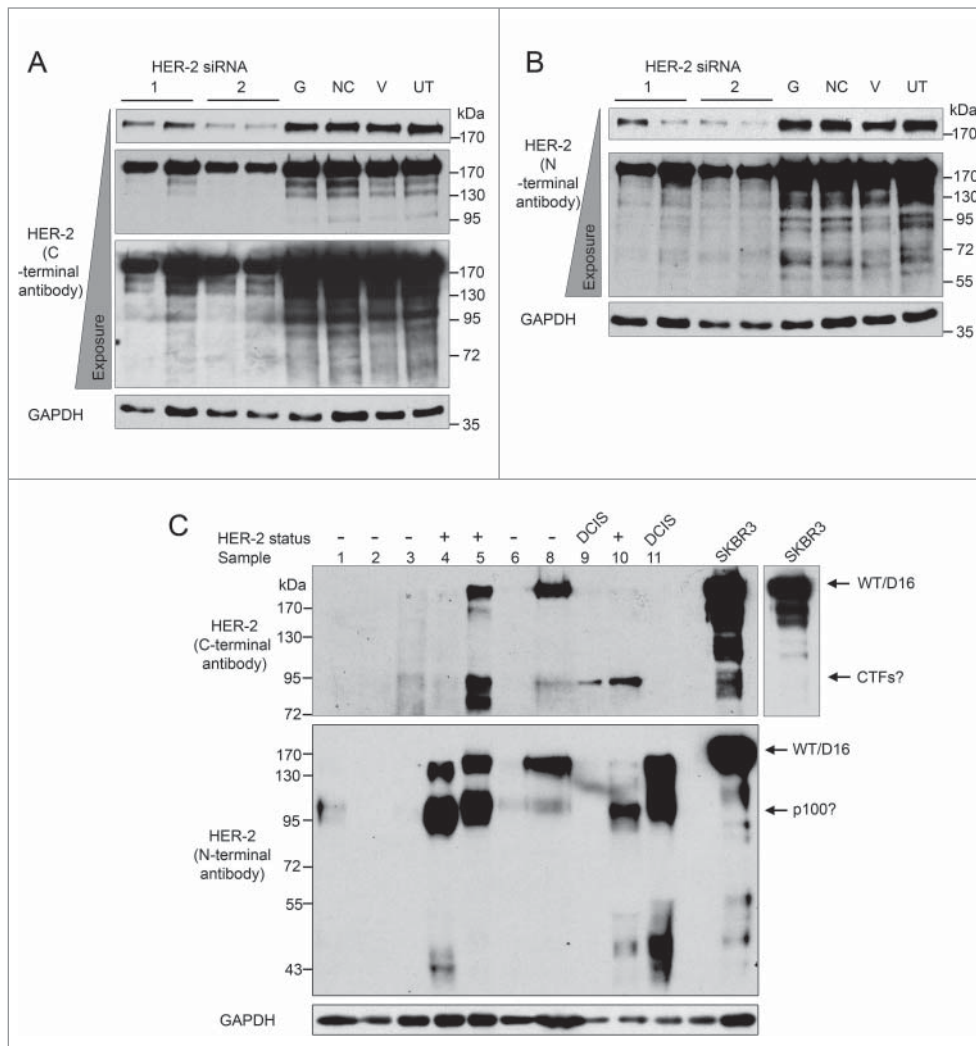 A
HER-2 siRNA
1 2 G NC V UT
kDa
170
170
130
95
HER-2
(C
-terminal
antibody)
170
130
95
72
Exposure
GAPDH
35
B
HER-2 siRNA
1 2 G NC V UT
kDa
170
HER-2
(N
-terminal
antibody)
170
130
95
72
55
Exposure
GAPDH
35
C
HER-2 status - - - + + - - DCIS + DCIS SKBR3 SKBR3
Sample 1 2 3 4 5 6 8 9 10 11
kDa
170
130
95
72
HER-2
(C-terminal
antibody)
WT/D16
CTFs?
170
130
95
72
55
43
HER-2
(N-terminal
antibody)
WT/D16
p100?
GAPDH